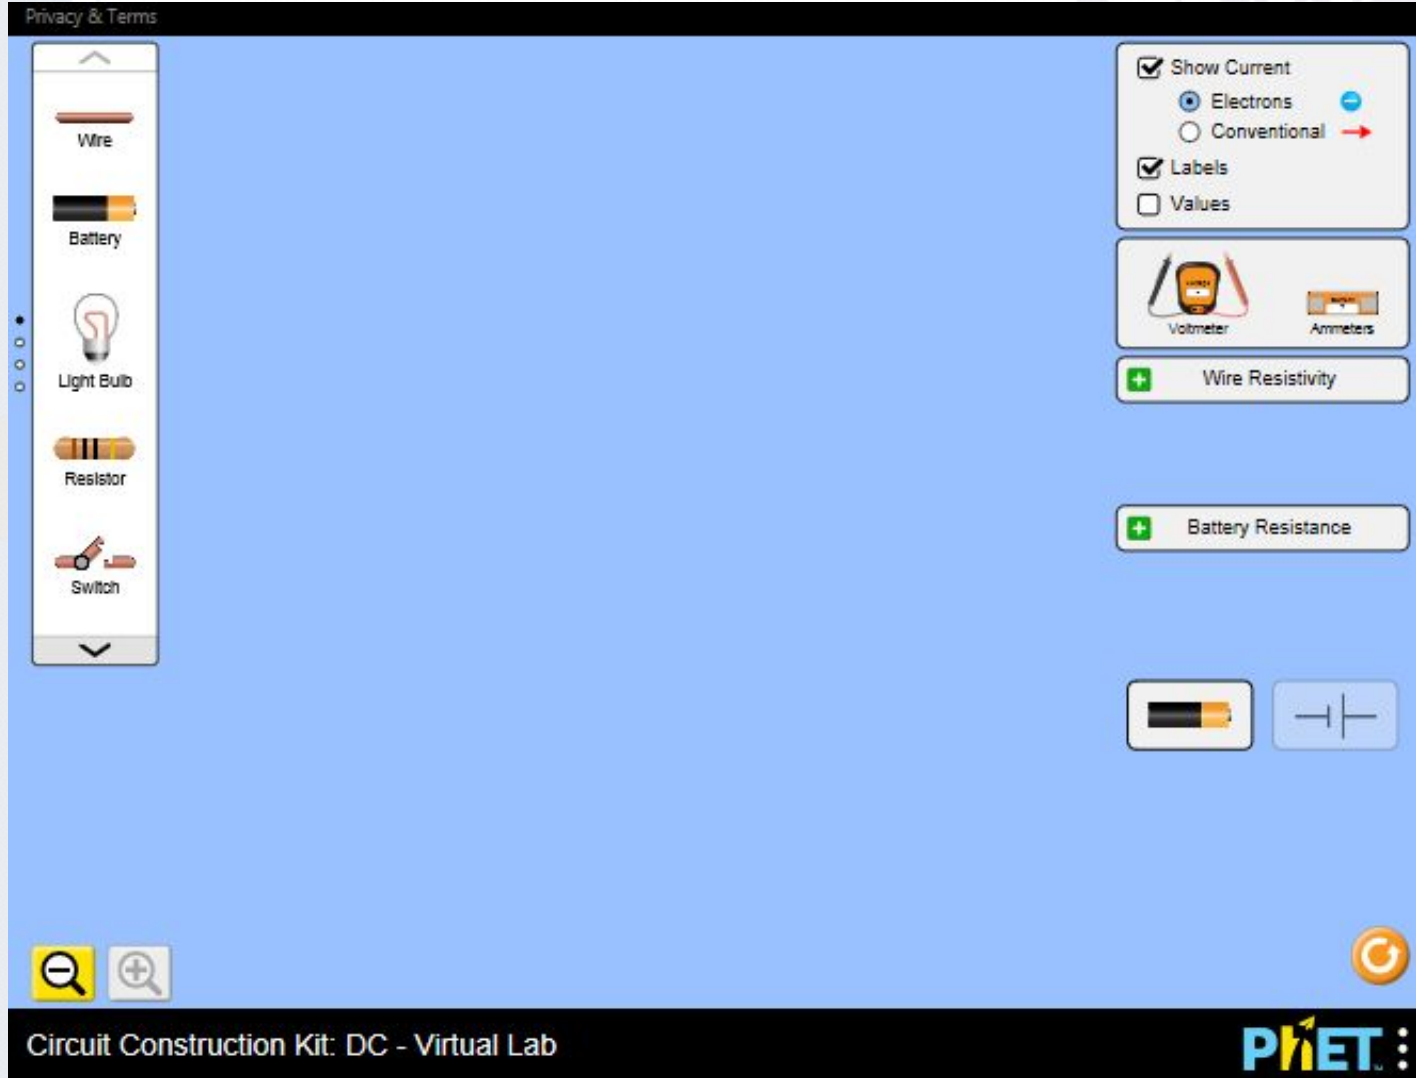 Privacy & Terms
Wire
Battery
Light Bulb
Resistor
Switch
Show Current
Electrons
Conventional
Labels
Values
Voltmeter
Ammeters
Wire Resistivity
Battery Resistance
Circuit Construction Kit: DC - Virtual Lab
PhET